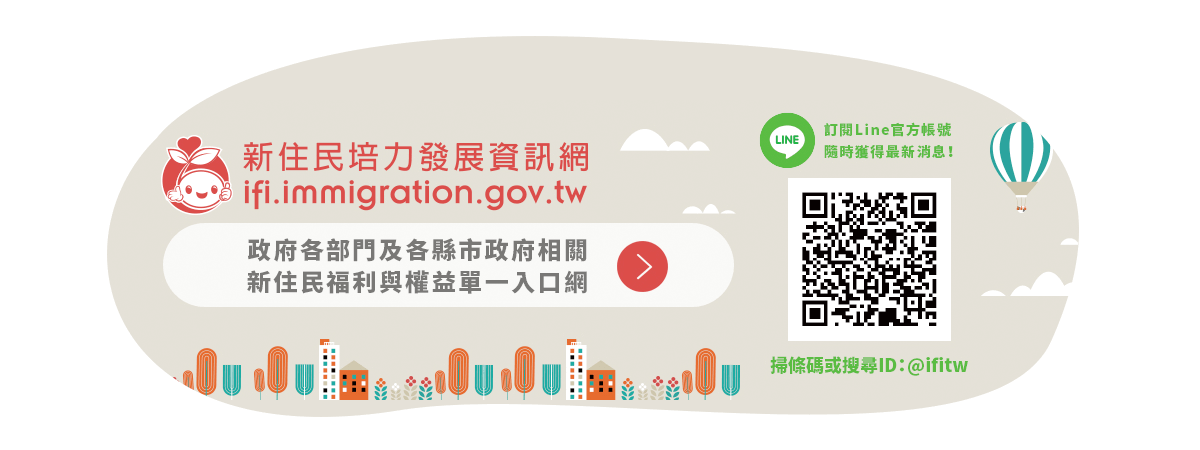 新住民培力發展資訊網
ifi.immigration.gov.tw
政府各部門及各縣市政府相關
新住民福利與權益單一入口網
LINE
訂閱Line官方帳號
隨時獲得最新消息!
掃條碼或搜尋ID:@ifitw